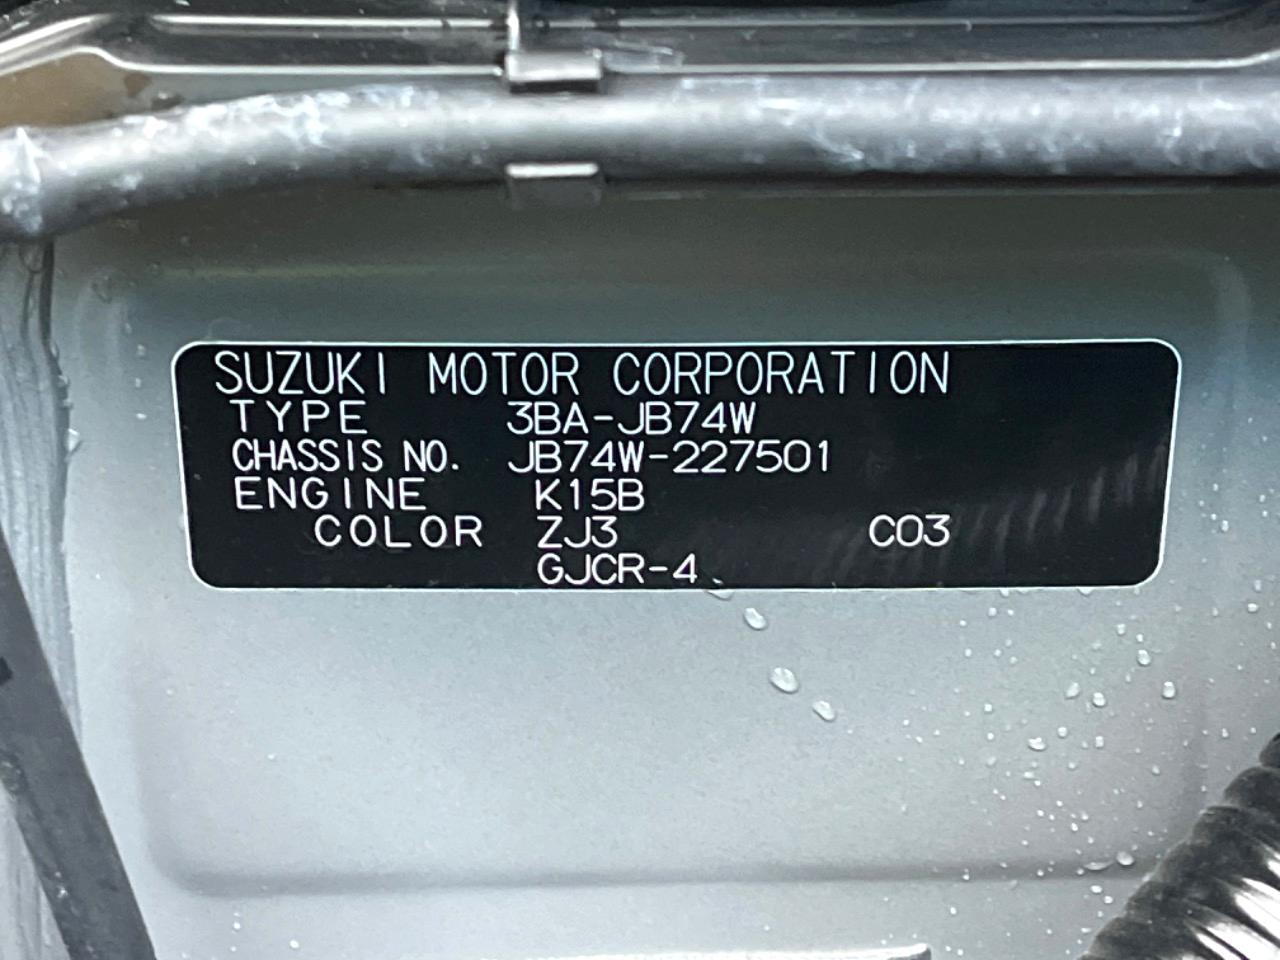 SUZUKI MOTOR CORPORATION
TYPE 3BA-JB74W
CHASSIS NO. JB74W-227501
ENGINE K15B
COLOR ZJ3 C03
GJCR-4